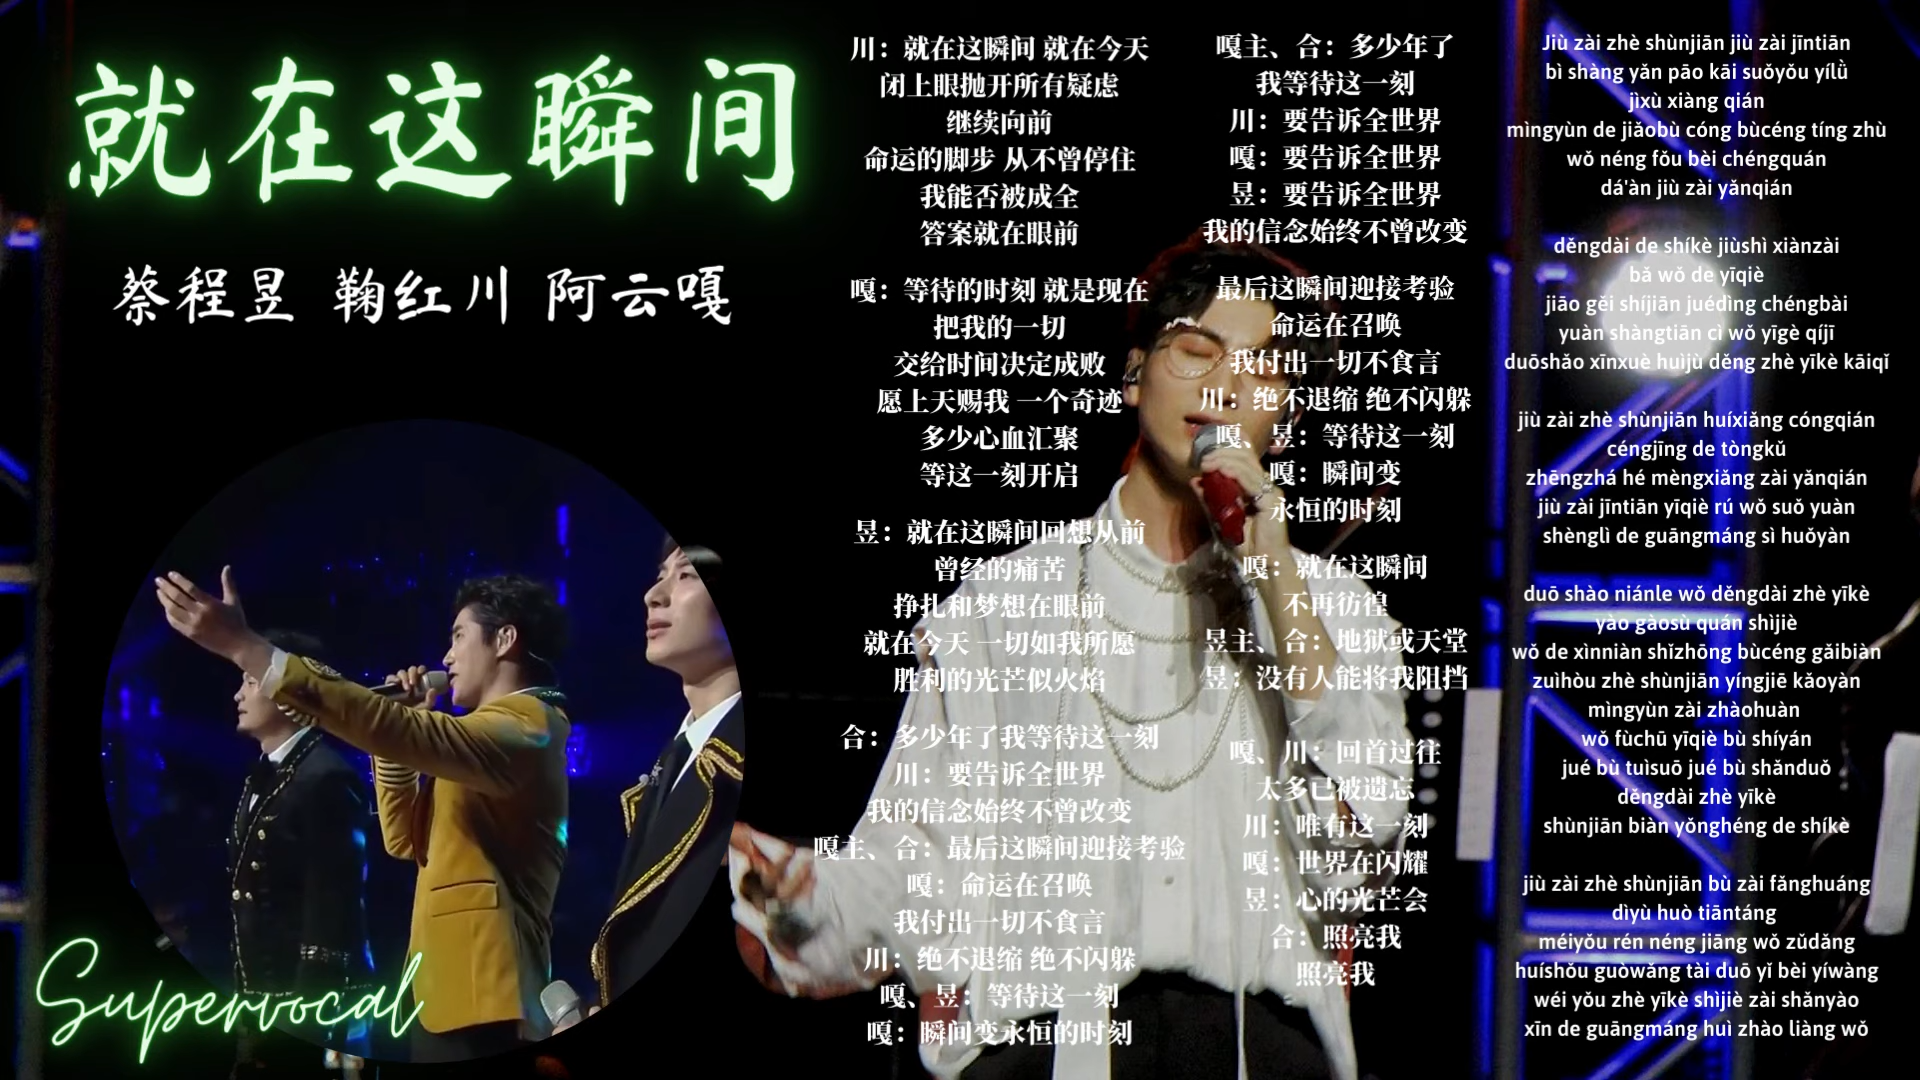 就在这瞬间
蔡程昱 鞠红川 阿云嘎
Supervocal
川：就在这瞬间 就在今天
闭上眼抛开所有疑虑
继续向前
命运的脚步 从不曾停住
我能否被成全
答案就在眼前
嘎：等待的时刻 就是现在
把我的一切
交给时间决定成败
愿上天赐我 一个奇迹
多少心血汇聚
等这一刻开启
昱：就在这瞬间回想从前
曾经的痛苦
挣扎和梦想在眼前
就在今天 一切如我所愿
胜利的光芒似火焰
合：多少年了我等待这一刻
川：要告诉全世界
我的信念始终不曾改变
嘎主、合：最后这瞬间迎接考验
嘎：命运在召唤
我付出一切不食言
川：绝不退缩 绝不闪躲
嘎、昱：等待这一刻
嘎：瞬间变永恒的时刻
嘎主、合：多少年了
我等待这一刻
川：要告诉全世界
嘎：要告诉全世界
昱：要告诉全世界
我的信念始终不曾改变
最后这瞬间迎接考验
命运在召唤
我付出一切不食言
川：绝不退缩 绝不闪躲
嘎、昱：等待这一刻
嘎：瞬间变
永恒的时刻
嘎：就在这瞬间
不再彷徨
昱主、合：地狱或天堂
昱：没有人能将我阻挡
嘎、川：回首过往
太多已被遗忘
川：唯有这一刻
嘎：世界在闪耀
昱：心的光芒会
合：照亮我
照亮我
Jiù zài zhè shùnjiān jiù zài jīntiān
bì shàng yǎn pāo kāi suǒyǒu yílǜ
jìxù xiàng qián
mìngyùn de jiǎobù cóng bùcéng tíng zhù
wǒ néng fǒu bèi chéngquán
dá'àn jiù zài yǎnqián
děngdài de shíkè jiùshì xiànzài
bǎ wǒ de yīqiè
jiāo gěi shíjiān juédìng chéngbài
yuàn shàngtiān cì wǒ yīgè qíjī
duōshǎo xīnxuè huìjù děng zhè yīkè kāiqǐ
jiù zài zhè shùnjiān huíxiǎng cóngqián
céngjīng de tòngkǔ
zhēngzhá hé mèngxiǎng zài yǎnqián
jiù zài jīntiān yīqiè rú wǒ suǒ yuàn
shènglì de guāngmáng sì huǒyàn
duō shào niánle wǒ děngdài zhè yīkè
yào gàosù quán shìjiè
wǒ de xìnniàn shǐzhōng bùcéng gǎibiàn
zuìhòu zhè shùnjiān yíngjiē kǎoyàn
mìngyùn zài zhàohuàn
wǒ fùchū yīqiè bù shíyán
jué bù tuìsuō jué bù shǎnduǒ
děngdài zhè yīkè
shùnjiān biàn yǒnghéng de shíkè
jiù zài zhè shùnjiān bù zài fǎnghuáng
dìyù huò tiāntáng
méiyǒu rén néng jiāng wǒ zǔdǎng
huíshǒu guòwǎng tài duō yǐ bèi yíwàng
wéi yǒu zhè yīkè shìjiè zài shǎnyào
xīn de guāngmáng huì zhào liàng wǒ